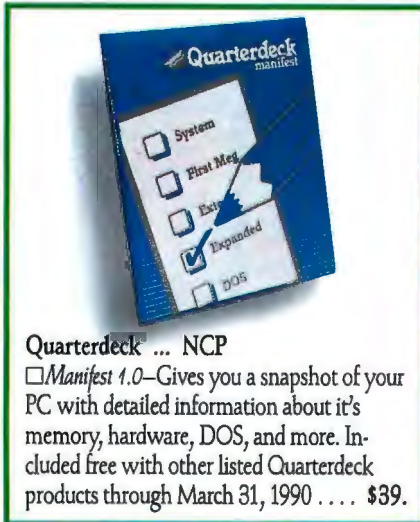 Quarterdeck
manifest
System
First Meg
Exte
Expanded
DOS
Quarterdeck ... NCP
□Manifest 1.0–Gives you a snapshot of your
PC with detailed information about it's
memory, hardware, DOS, and more. In-
cluded free with other listed Quarterdeck
products through March 31, 1990 .... $39.